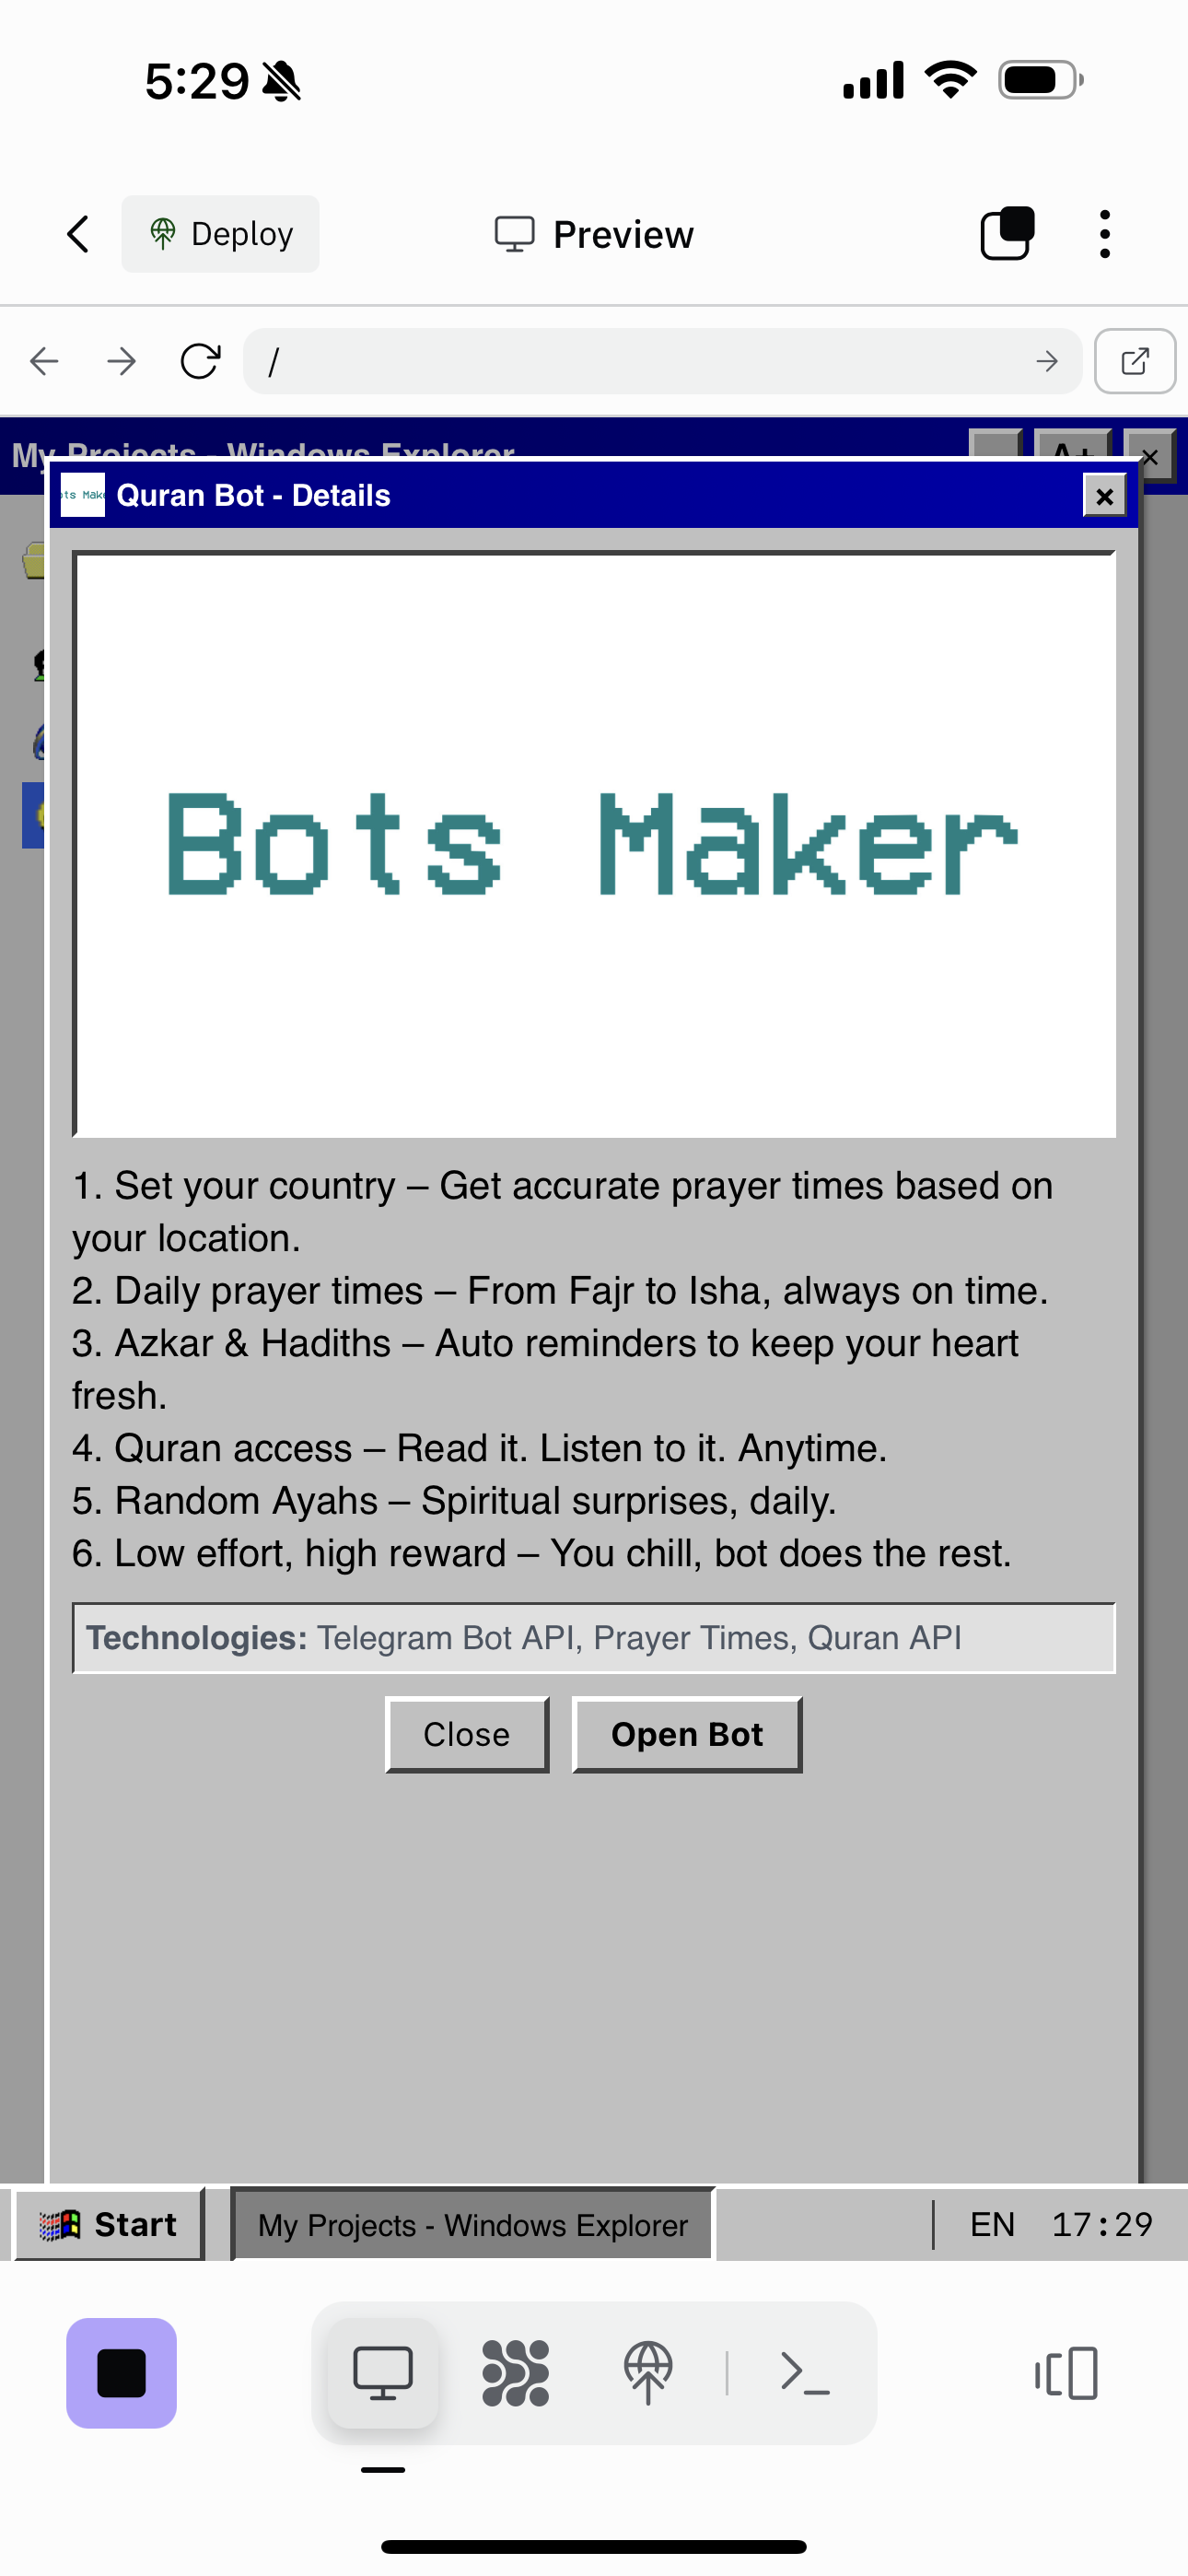 5:29
Deploy
Preview
/
My Projects - Windows Explorer
A+
×
ots Make
Quran Bot - Details
×
Bots Maker
1. Set your country – Get accurate prayer times based on
your location.
2. Daily prayer times – From Fajr to Isha, always on time.
3. Azkar & Hadiths – Auto reminders to keep your heart
fresh.
4. Quran access – Read it. Listen to it. Anytime.
5. Random Ayahs – Spiritual surprises, daily.
6. Low effort, high reward – You chill, bot does the rest.
Technologies: Telegram Bot API, Prayer Times, Quran API
Close
Open Bot
Start
My Projects - Windows Explorer
EN
17:29